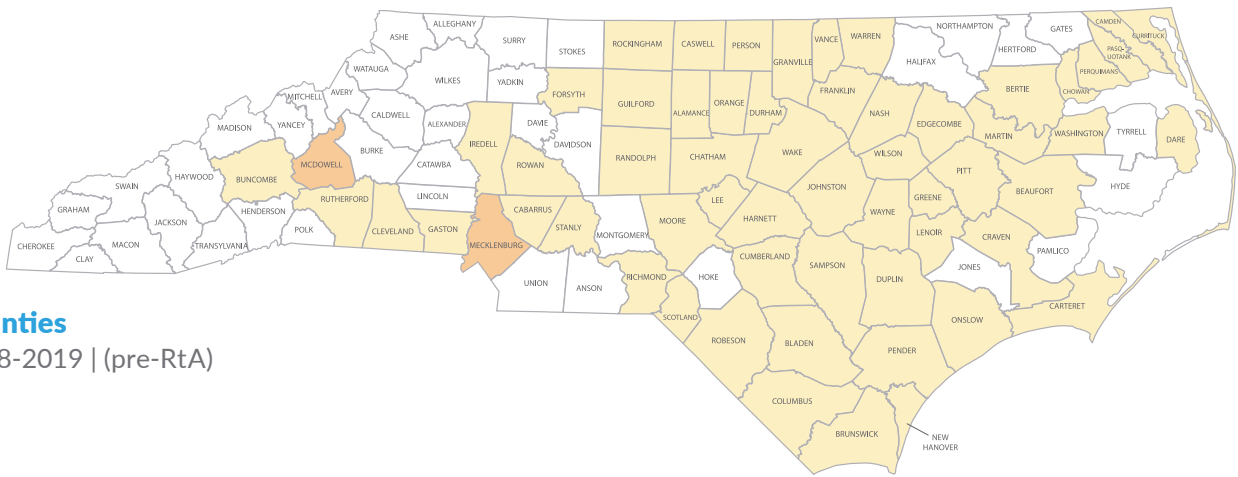 ALLEGHANY
ASHE
SURRY
STOKES
ROCKINGHAM
CASWELL
PERSON
GRANVILLE
VANCE
WARREN
NORTHAMPTON
HALIFAX
HERTFORD
GATES
CAMDEN
CURRITUCK
PASQ-
UOTANK
PERQUIMANS
CHOWAN
WATAUGA
WILKES
YADKIN
FORSYTH
GUILFORD
ALAMANCE
ORANGE
DURHAM
FRANKLIN
NASH
EDGECOMBE
BERTIE
MARTIN
WASHINGTON
TYRRELL
DARE
MITCHELL
AVERY
CALDWELL
ALEXANDER
IREDELL
DAVIE
DAVIDSON
RANDOLPH
CHATHAM
WAKE
WILSON
PITT
BEAUFORT
HYDE
MADISON
YANCEY
MCDOWELL
BURKE
CATAWBA
ROWAN
JOHNSTON
WAYNE
GREENE
LENOIR
CRAVEN
PAMLICO
SWAIN
HAYWOOD
BUNCOMBE
RUTHERFORD
LINCOLN
CABARRUS
STANLY
MONTGOMERY
MOORE
LEE
HARNETT
GRAHAM
JACKSON
HENDERSON
POLK
CLEVELAND
GASTON
MECKLENBURG
CHEROKEE
CLAY
MACON
TRANSYLVANIA
UNION
ANSON
RICHMOND
SCOTLAND
HOKE
CUMBERLAND
SAMPSON
DUPLIN
JONES
CARTERET
ONSLOW
ROBESON
BLADEN
PENDER
COLUMBUS
BRUNSWICK
NEW
HANOVER
nties
8-2019 | (pre-RtA)